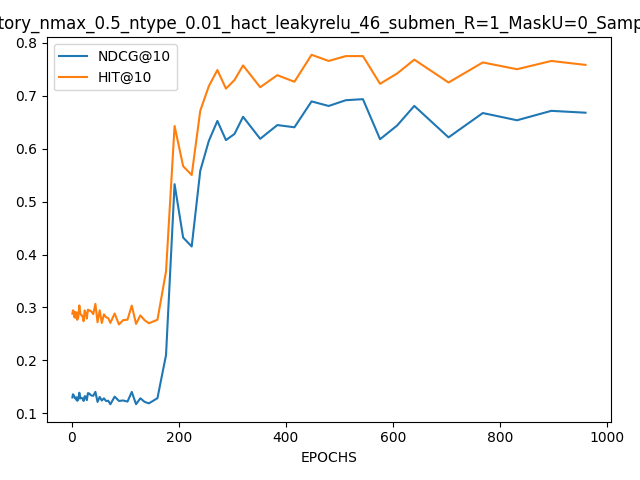 tory_nmax_0.5_ntype_0.01_hact_leakyrelu_46_submen_R=1_MaskU=0_Samp
NDCG@10
HIT@10
0.8
0.7
0.6
0.5
0.4
0.3
0.2
0.1
0 200 400 600 800 1000
EPOCHS